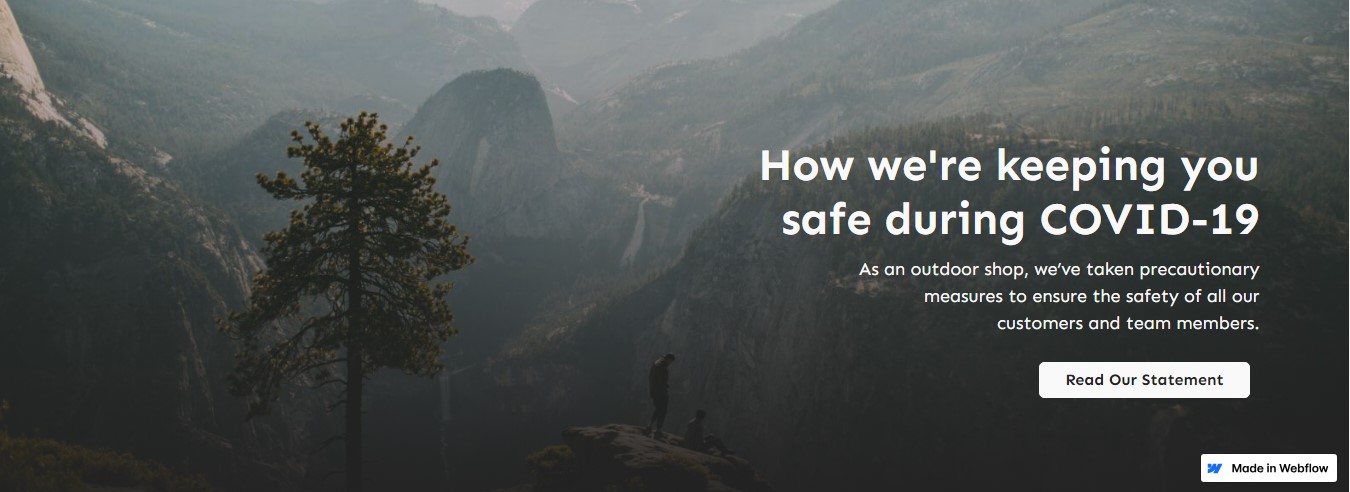 How we're keeping you
safe during COVID-19
As an outdoor shop, we’ve taken precautionary
measures to ensure the safety of all our
customers and team members.
Read Our Statement
Made in Webflow